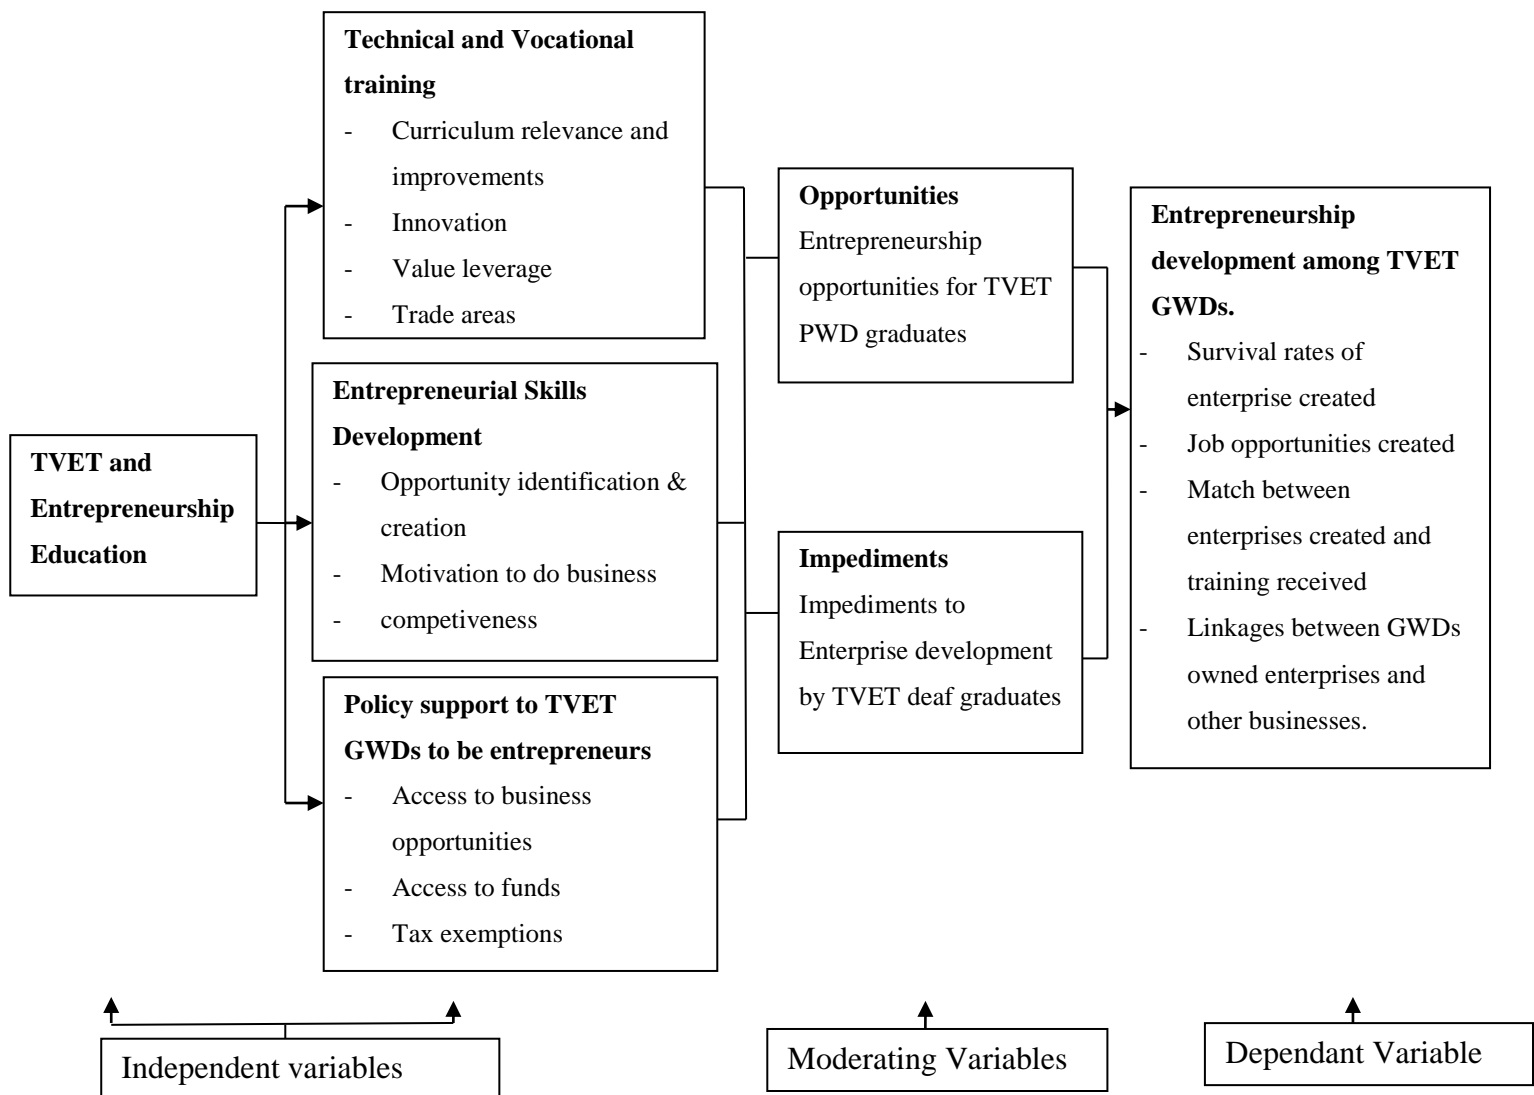 TVET and
Entrepreneurship
Education
Technical and Vocational
training
- Curriculum relevance and
improvements
- Innovation
- Value leverage
- Trade areas
Entrepreneurial Skills
Development
- Opportunity identification &
creation
- Motivation to do business
- competiveness
Policy support to TVET
GWDs to be entrepreneurs
- Access to business
opportunities
- Access to funds
- Tax exemptions
Opportunities
Entrepreneurship
opportunities for TVET
PWD graduates
Impediments
Impediments to
Enterprise development
by TVET deaf graduates
Entrepreneurship
development among TVET
GWDs.
- Survival rates of
enterprise created
- Job opportunities created
- Match between
enterprises created and
training received
- Linkages between GWDs
owned enterprises and
other businesses.
Independent variables
Moderating Variables
Dependant Variable